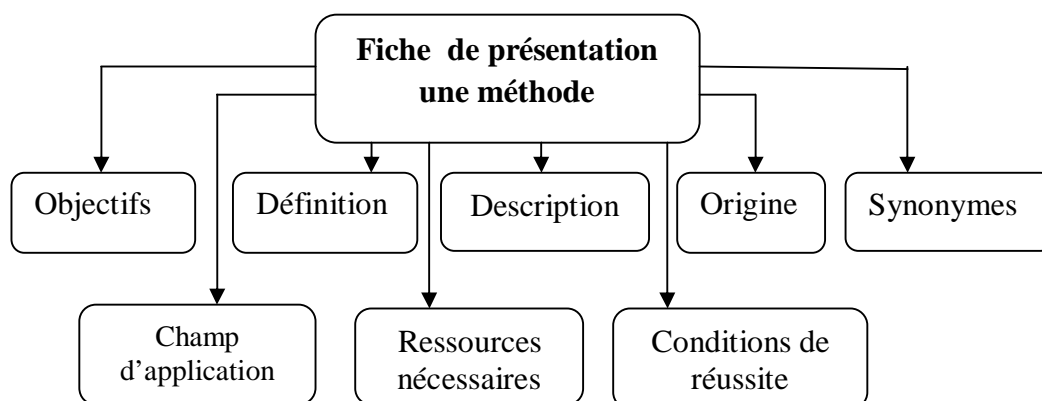 Fiche de présentation
une méthode
Objectifs
Définition
Description
Origine
Synonymes
Champ
d’application
Ressources
nécessaires
Conditions de
réussite